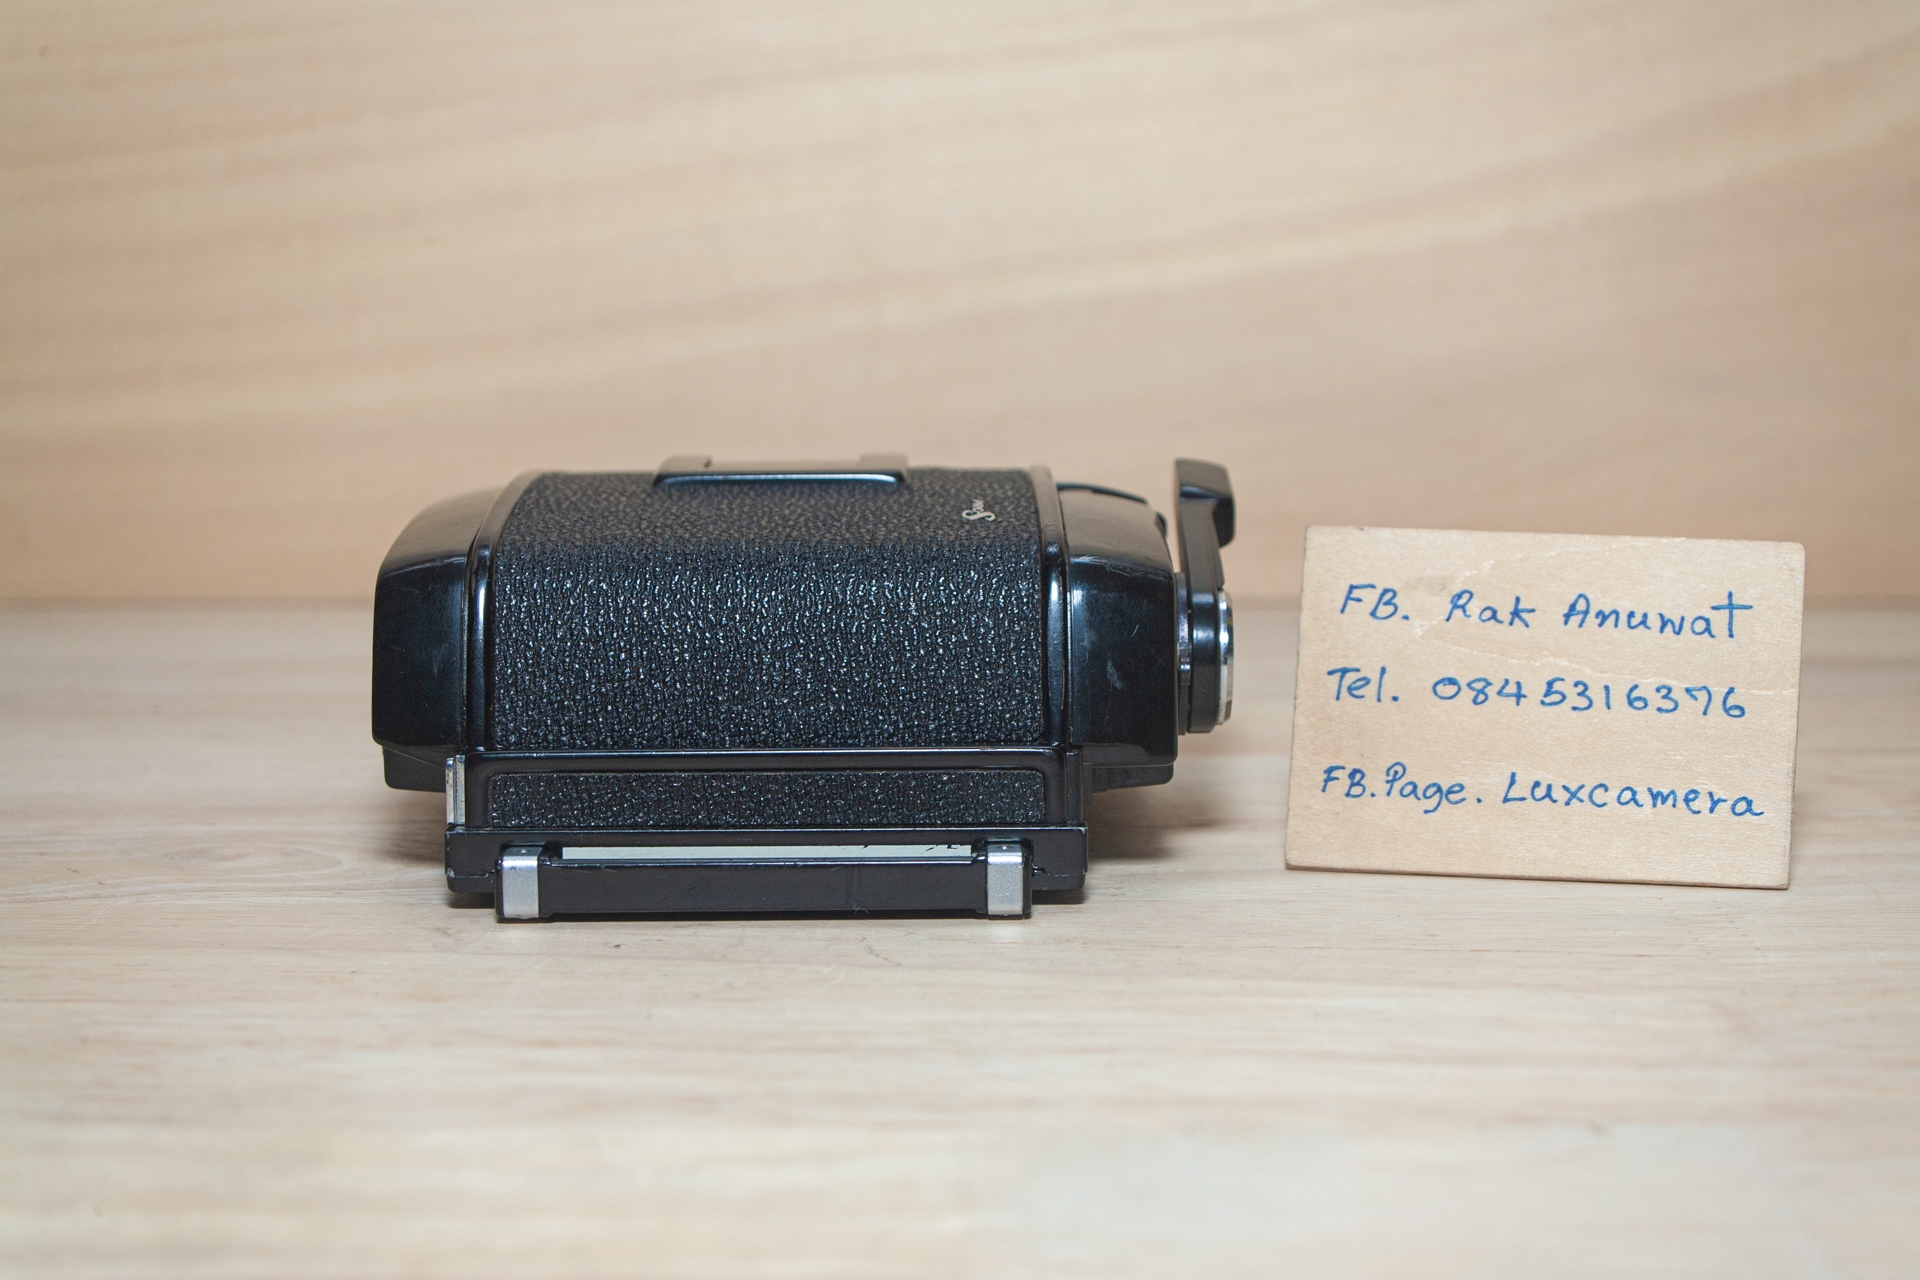 FB. Rak Anuwat
Tel. 0845316376
FB.Page. Luxcamera